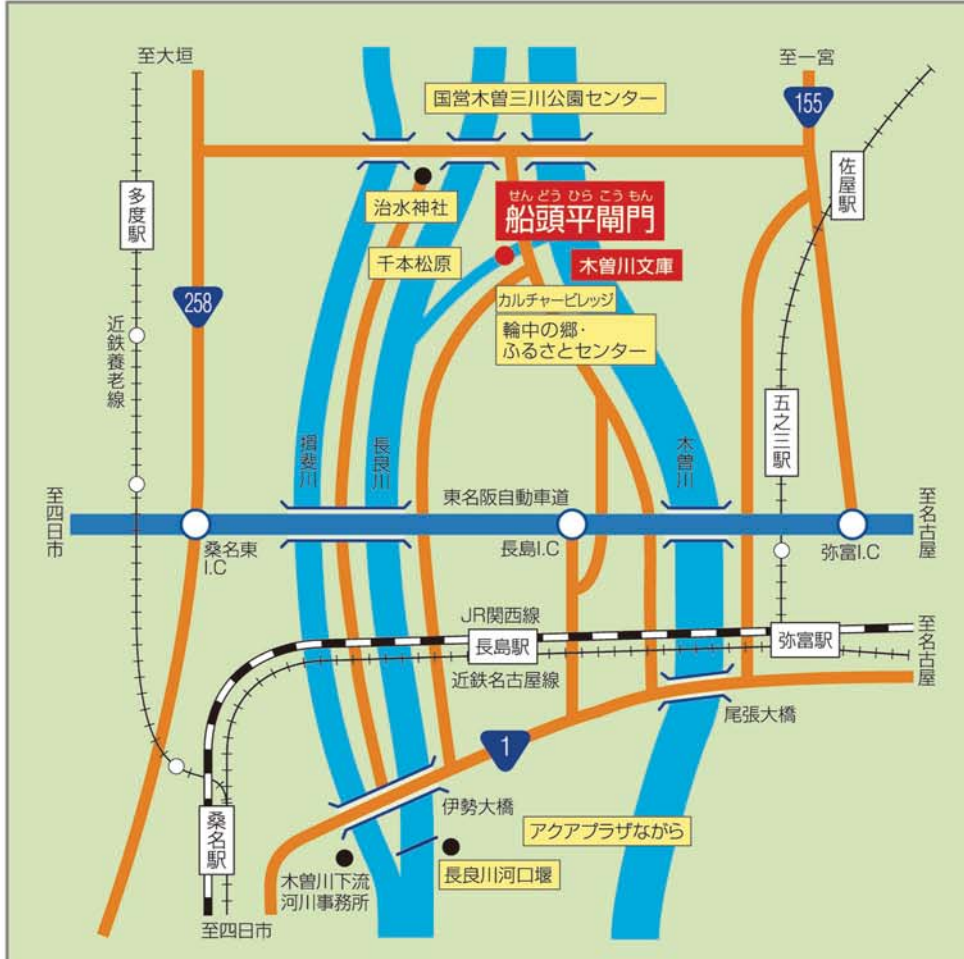 至大垣
至一宮
国営木曽三川公園センター
155
佐屋駅
多度駅
治水神社
せんどうひらこうもん
船頭平閘門
千本松原
木曽川文庫
258
カルチャービレッジ
輪中の郷・
ふるさとセンター
近鉄養老線
五之三駅
揖斐川
長良川
木曽川
至四日市
東名阪自動車道
至名古屋
桑名東
I.C
長島I.C
弥富I.C
JR関西線
長島駅
弥富駅
至名古屋
近鉄名古屋線
尾張大橋
1
伊勢大橋
桑名駅
アクアプラザながら
長良川河口堰
木曽川下流
河川事務所
至四日市